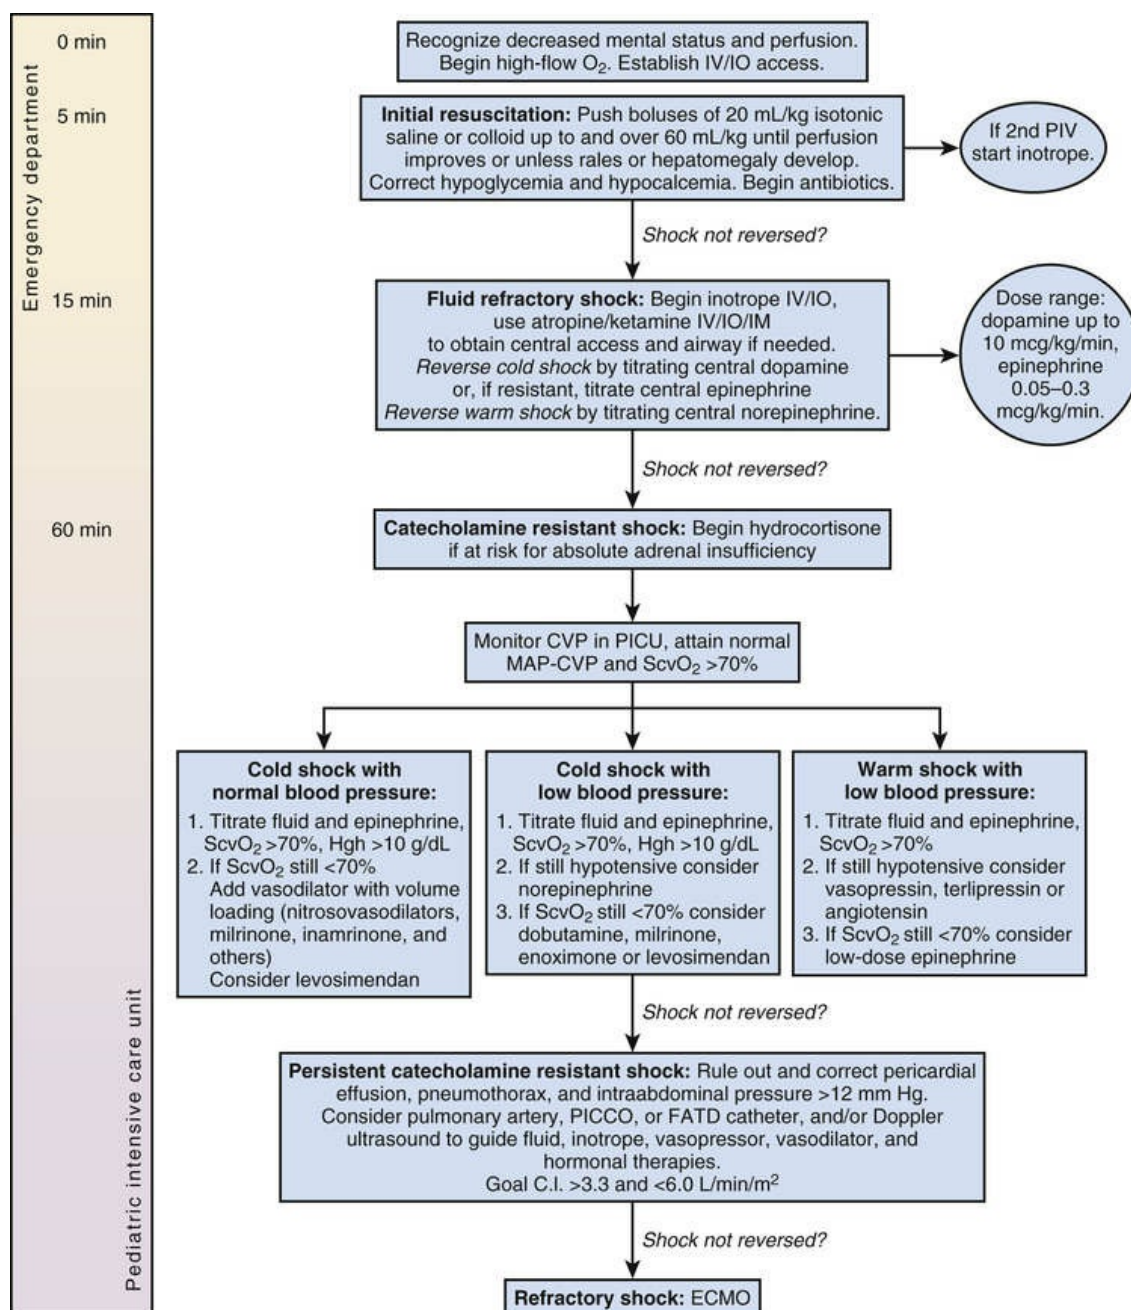 Emergency department
Pediatric intensive care unit
0 min
5 min
15 min
60 min
Recognize decreased mental status and perfusion.
Begin high-flow O₂. Establish IV/IO access.
Initial resuscitation: Push boluses of 20 mL/kg isotonic
saline or colloid up to and over 60 mL/kg until perfusion
improves or unless rales or hepatomegaly develop.
Correct hypoglycemia and hypocalcemia. Begin antibiotics.
If 2nd PIV
start inotrope.
Shock not reversed?
Fluid refractory shock: Begin inotrope IV/IO,
use atropine/ketamine IV/IO/IM
to obtain central access and airway if needed.
Reverse cold shock by titrating central dopamine
or, if resistant, titrate central epinephrine
Reverse warm shock by titrating central norepinephrine.
Dose range:
dopamine up to
10 mcg/kg/min,
epinephrine
0.05–0.3
mcg/kg/min.
Shock not reversed?
Catecholamine resistant shock: Begin hydrocortisone
if at risk for absolute adrenal insufficiency
Monitor CVP in PICU, attain normal
MAP-CVP and ScvO₂ >70%
Cold shock with
normal blood pressure:
1. Titrate fluid and epinephrine,
ScvO₂ >70%, Hgh >10 g/dL
2. If ScvO₂ still <70%
Add vasodilator with volume
loading (nitrosovasodilators,
milrinone, inamrinone, and
others)
Consider levosimendan
Cold shock with
low blood pressure:
1. Titrate fluid and epinephrine,
ScvO₂ >70%, Hgh >10 g/dL
2. If still hypotensive consider
norepinephrine
3. If ScvO₂ still <70% consider
dobutamine, milrinone,
enoximone or levosimendan
Warm shock with
low blood pressure:
1. Titrate fluid and epinephrine,
ScvO₂ >70%
2. If still hypotensive consider
vasopressin, terlipressin or
angiotensin
3. If ScvO₂ still <70% consider
low-dose epinephrine
Shock not reversed?
Persistent catecholamine resistant shock: Rule out and correct pericardial
effusion, pneumothorax, and intraabdominal pressure >12 mm Hg.
Consider pulmonary artery, PICCO, or FATD catheter, and/or Doppler
ultrasound to guide fluid, inotrope, vasopressor, vasodilator, and
hormonal therapies.
Goal C.I. >3.3 and <6.0 L/min/m²
Shock not reversed?
Refractory shock: ECMO